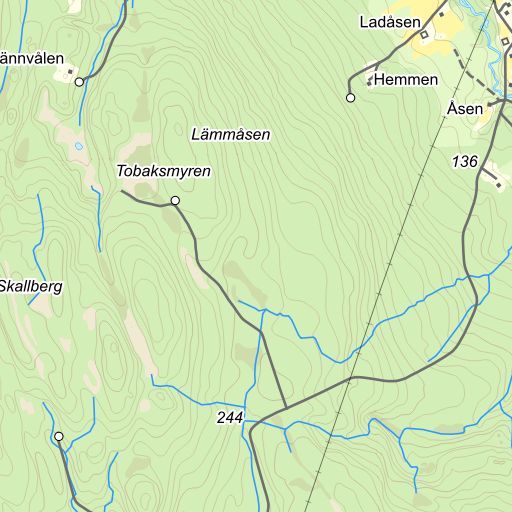 Ladåsen
ännvålen
Hemmen
Åsen
Lämmåsen
136
Tobaksmyren
Skallberg
244